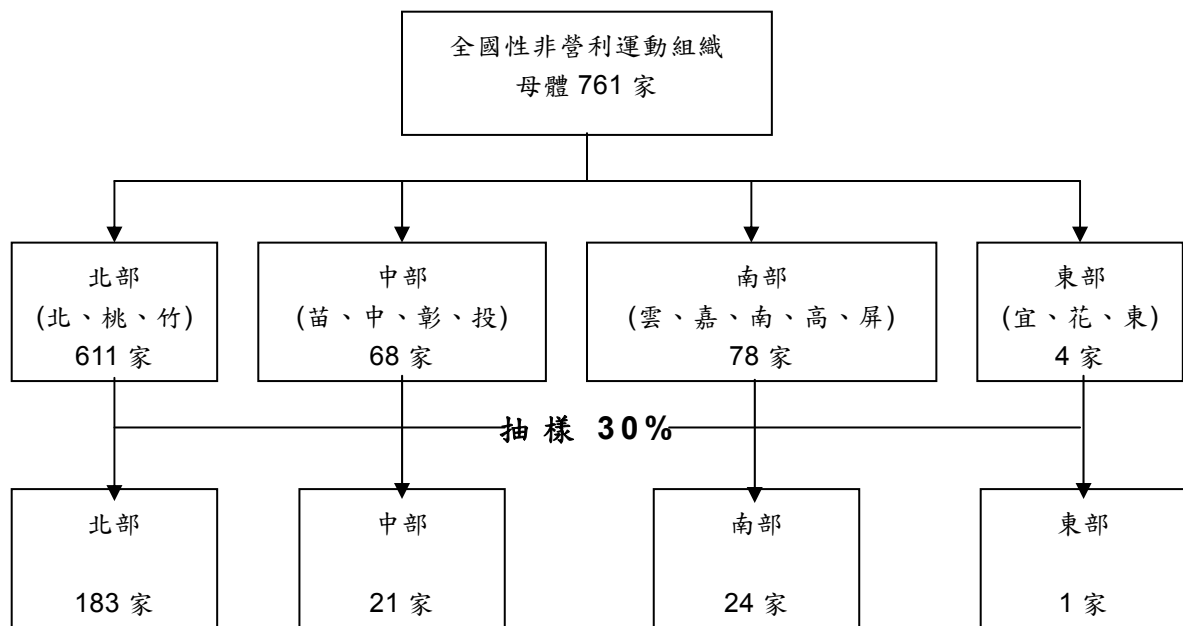 全國性非營利運動組織
母體 761 家
北部
(北、桃、竹)
611 家
中部
(苗、中、彰、投)
68 家
南部
(雲、嘉、南、高、屏)
78 家
東部
(宜、花、東)
4 家
抽樣 30%
北部
183 家
中部
21 家
南部
24 家
東部
1 家